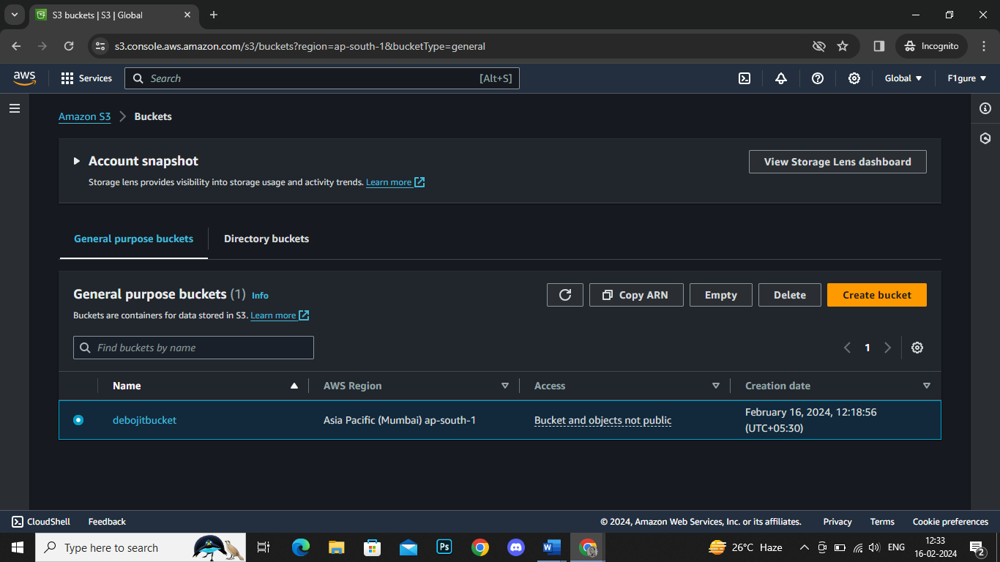 S3 buckets | S3 | Global
s3.console.aws.amazon.com/s3/buckets?region=ap-south-1&bucketType=general
Incognito
aws
Services
Search
[Alt+S]
Global
F1gure
Amazon S3
Buckets
Account snapshot
View Storage Lens dashboard
Storage lens provides visibility into storage usage and activity trends. Learn more
General purpose buckets
Directory buckets
General purpose buckets (1) Info
Copy ARN
Empty
Delete
Create bucket
Buckets are containers for data stored in S3. Learn more
Find buckets by name
1
Name
AWS Region
Access
Creation date
debojitbucket
Asia Pacific (Mumbai) ap-south-1
Bucket and objects not public
February 16, 2024, 12:18:56
(UTC+05:30)
CloudShell
Feedback
© 2024, Amazon Web Services, Inc. or its affiliates.
Privacy
Terms
Cookie preferences
Type here to search
Ps
W
26°C Haze
ENG
12:33
16-02-2024
2